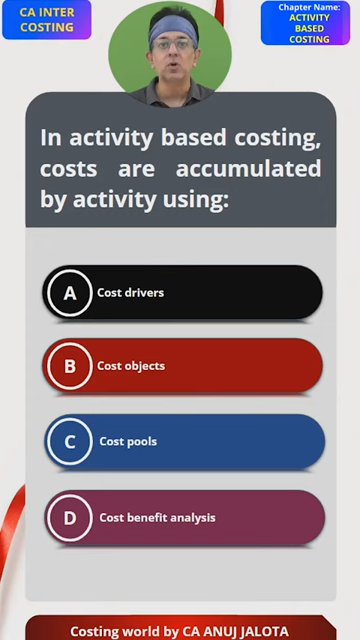 CA INTER
COSTING
Chapter Name:
ACTIVITY
BASED
COSTING
In activity based costing,
costs are accumulated
by activity using:
A Cost drivers
B Cost objects
C Cost pools
D Cost benefit analysis
Costing world by CA ANUJ JALOTA